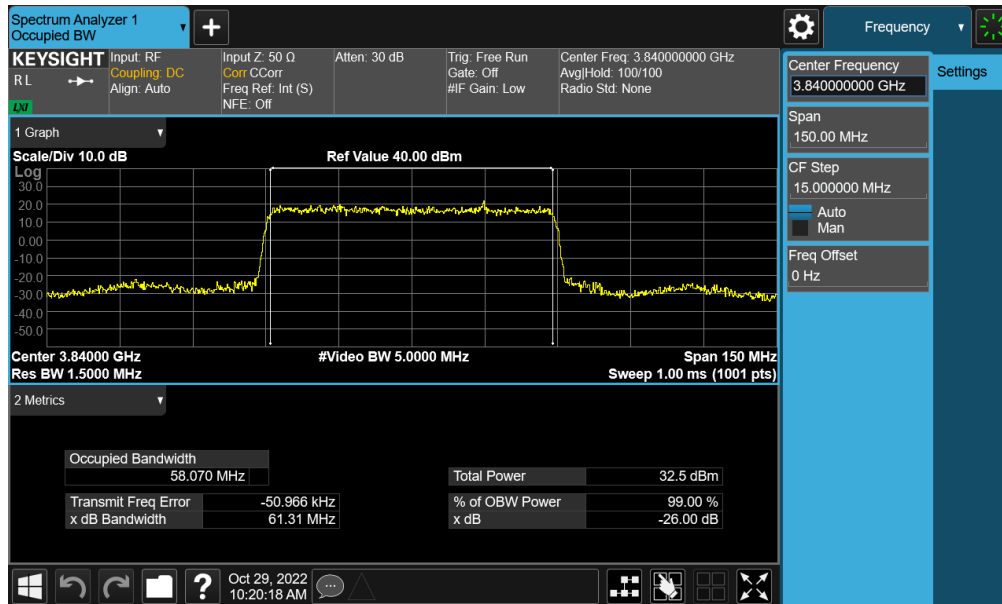 Spectrum Analyzer 1
Occupied BW
Frequency
KEYSIGHT
R L
LXI
Input: RF
Coupling: DC
Align: Auto
Input Z: 50 Ω
Corr CCorr
Freq Ref: Int (S)
NFE: Off
Atten: 30 dB
Trig: Free Run
Gate: Off
#IF Gain: Low
Center Freq: 3.840000000 GHz
Avg|Hold: 100/100
Radio Std: None
Center Frequency
3.840000000 GHz
Settings
Span
150.00 MHz
CF Step
15.000000 MHz
Auto
Man
Freq Offset
0 Hz
1 Graph
Scale/Div 10.0 dB
Ref Value 40.00 dBm
Log
30.0
20.0
10.0
0.00
-10.0
-20.0
-30.0
-40.0
-50.0
Center 3.84000 GHz
#Video BW 5.0000 MHz
Span 150 MHz
Res BW 1.5000 MHz
Sweep 1.00 ms (1001 pts)
2 Metrics
Occupied Bandwidth
58.070 MHz
Total Power 32.5 dBm
Transmit Freq Error -50.966 kHz
% of OBW Power 99.00 %
x dB Bandwidth 61.31 MHz
x dB -26.00 dB
Oct 29, 2022
10:20:18 AM